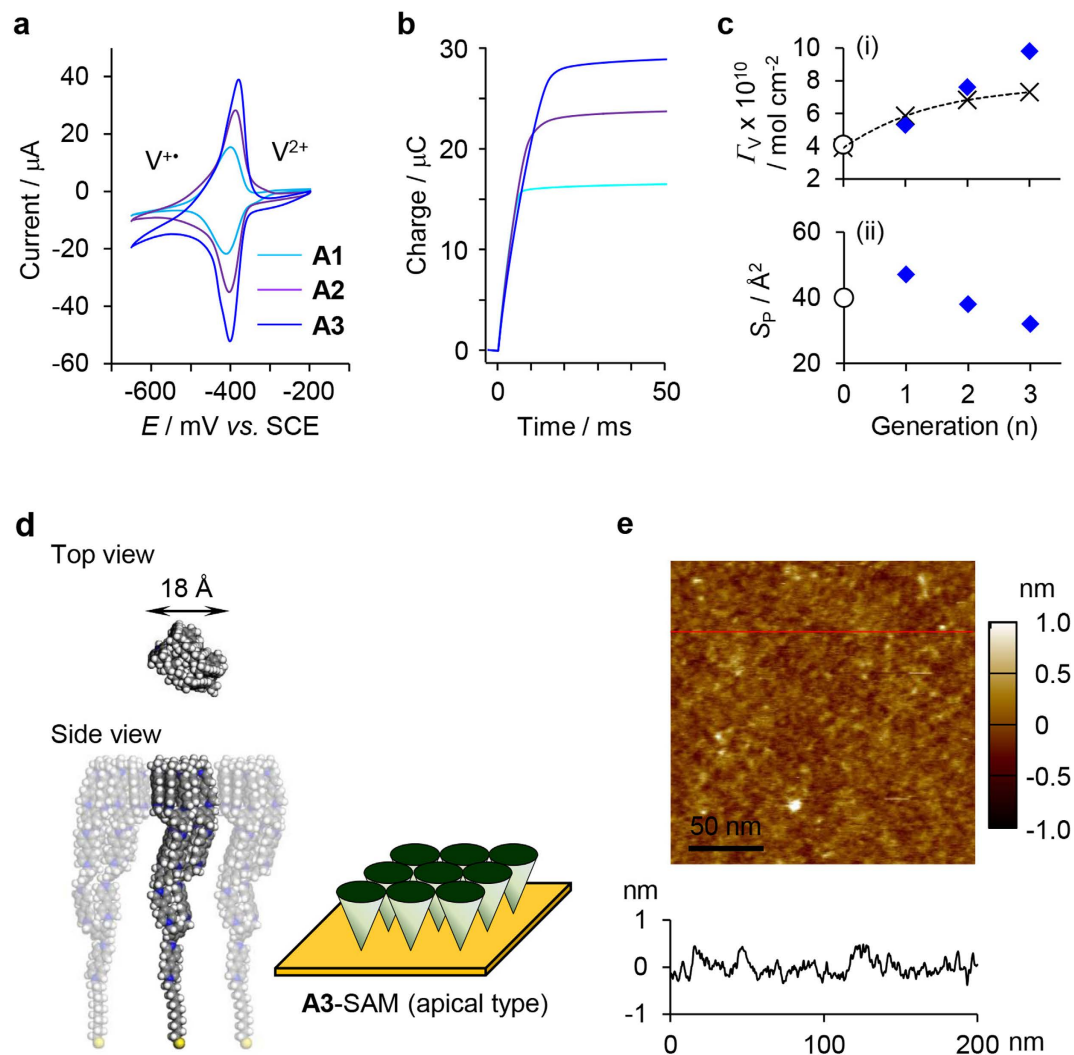 a
40
20
0
-20
-40
-60
Current / μA
V⁺•
V²⁺
A1
A2
A3
-600
-400
-200
E / mV vs. SCE
b
30
20
10
0
Charge / μC
0
50
Time / ms
c
(i)
10
8
6
4
2
Γᵥ x 10¹⁰
/ mol cm⁻²
(ii)
60
40
20
S_P / Å²
0
1
2
3
Generation (n)
d
Top view
18 Å
Side view
A3-SAM (apical type)
e
50 nm
nm
1.0
0.5
0
-0.5
-1.0
nm
1
0
-1
0
100
200
nm